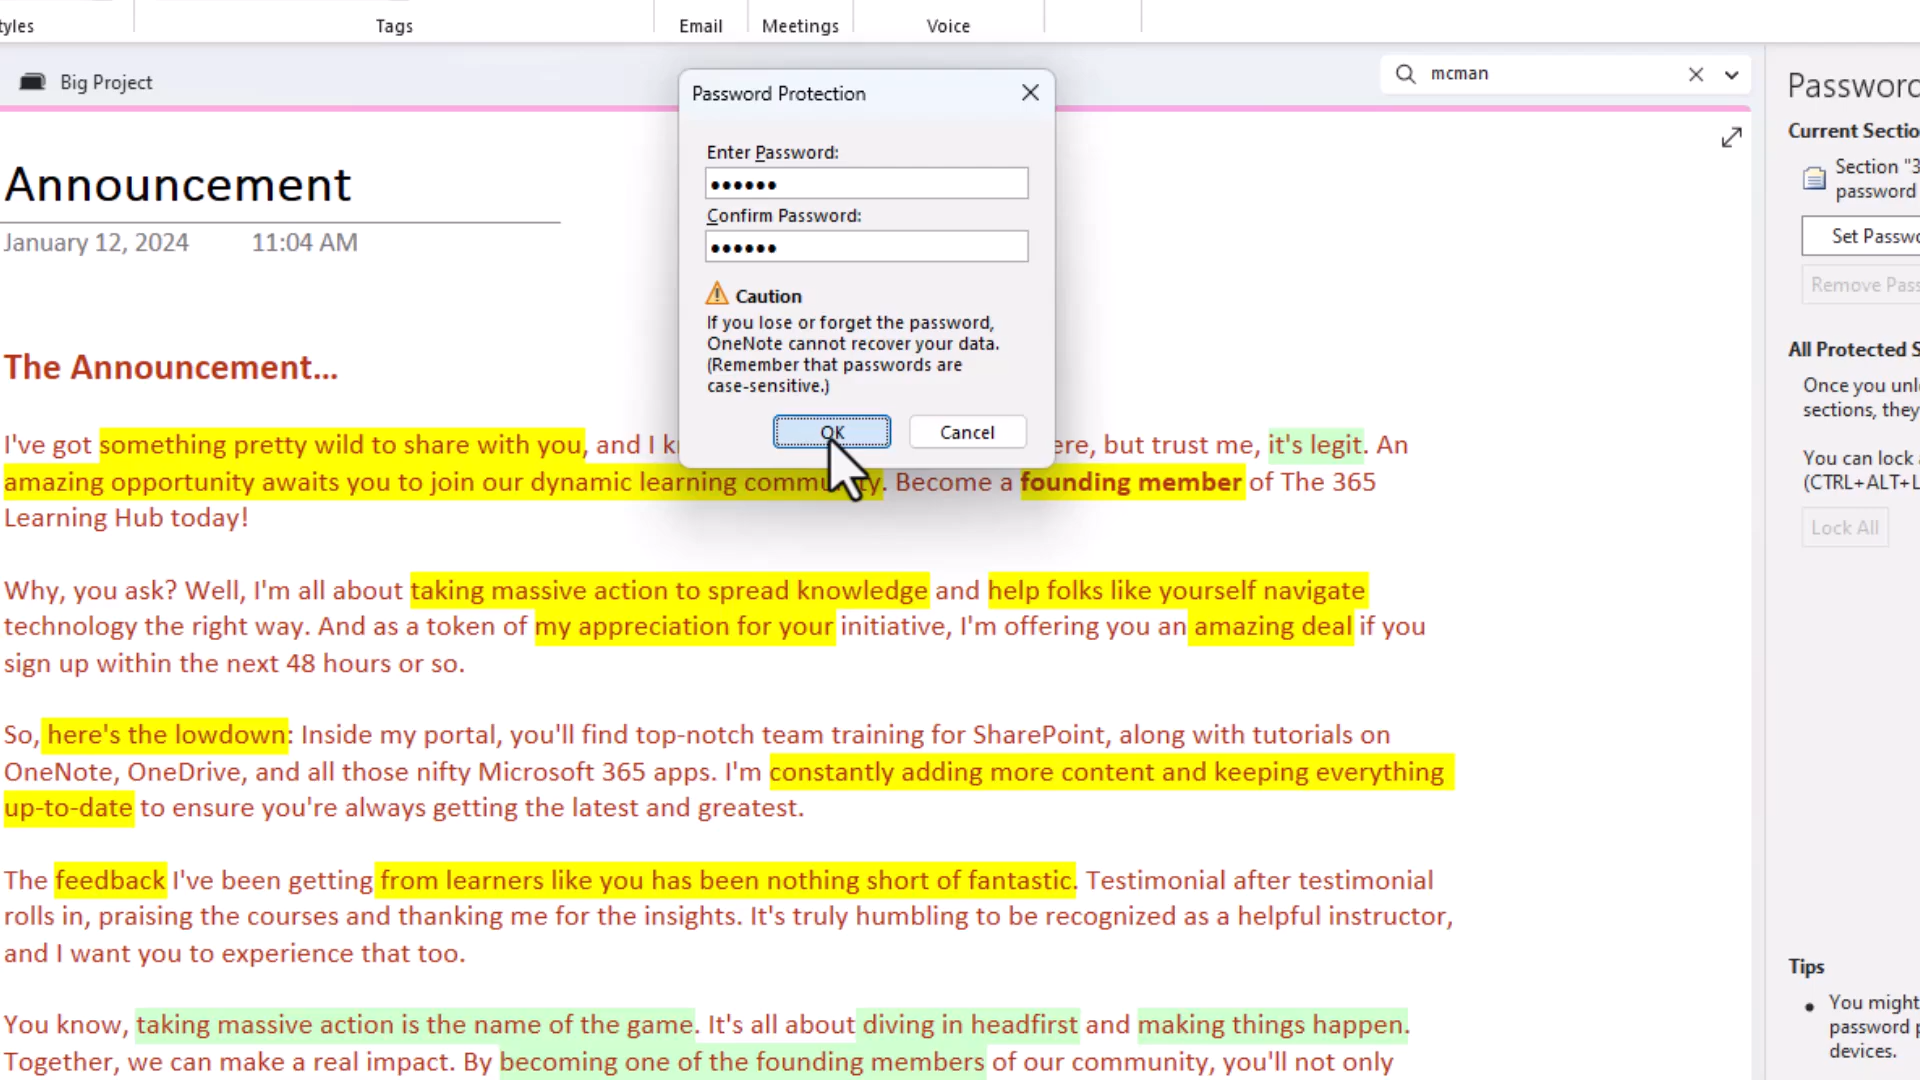 Tags
Email
Meetings
Voice
Big Project
mcman
Announcement
January 12, 2024 11:04 AM
The Announcement...
I've got something pretty wild to share with you, and I ere, but trust me, it's legit. An
amazing opportunity awaits you to join our dynamic learning . Become a founding member of The 365
Learning Hub today!
Why, you ask? Well, I'm all about taking massive action to spread knowledge and help folks like yourself navigate
technology the right way. And as a token of my appreciation for your initiative, I'm offering you an amazing deal if you
sign up within the next 48 hours or so.
So, here's the lowdown: Inside my portal, you'll find top-notch team training for SharePoint, along with tutorials on
OneNote, OneDrive, and all those nifty Microsoft 365 apps. I'm constantly adding more content and keeping everything
up-to-date to ensure you're always getting the latest and greatest.
The feedback I've been getting from learners like you has been nothing short of fantastic. Testimonial after testimonial
rolls in, praising the courses and thanking me for the insights. It's truly humbling to be recognized as a helpful instructor,
and I want you to experience that too.
You know, taking massive action is the name of the game. It's all about diving in headfirst and making things happen.
Together, we can make a real impact. By becoming one of the founding members of our community, you'll not only
Password Protection
Enter Password:
••••••
Confirm Password:
••••••
Caution
If you lose or forget the password,
OneNote cannot recover your data.
(Remember that passwords are
case-sensitive.)
OK
Cancel
Password
Current Sectio
Section "3
password
Set Passwo
Remove Pas
All Protected S
Once you unl
sections, they
You can lock
(CTRL+ALT+L
Lock All
Tips
• You might
password p
devices.